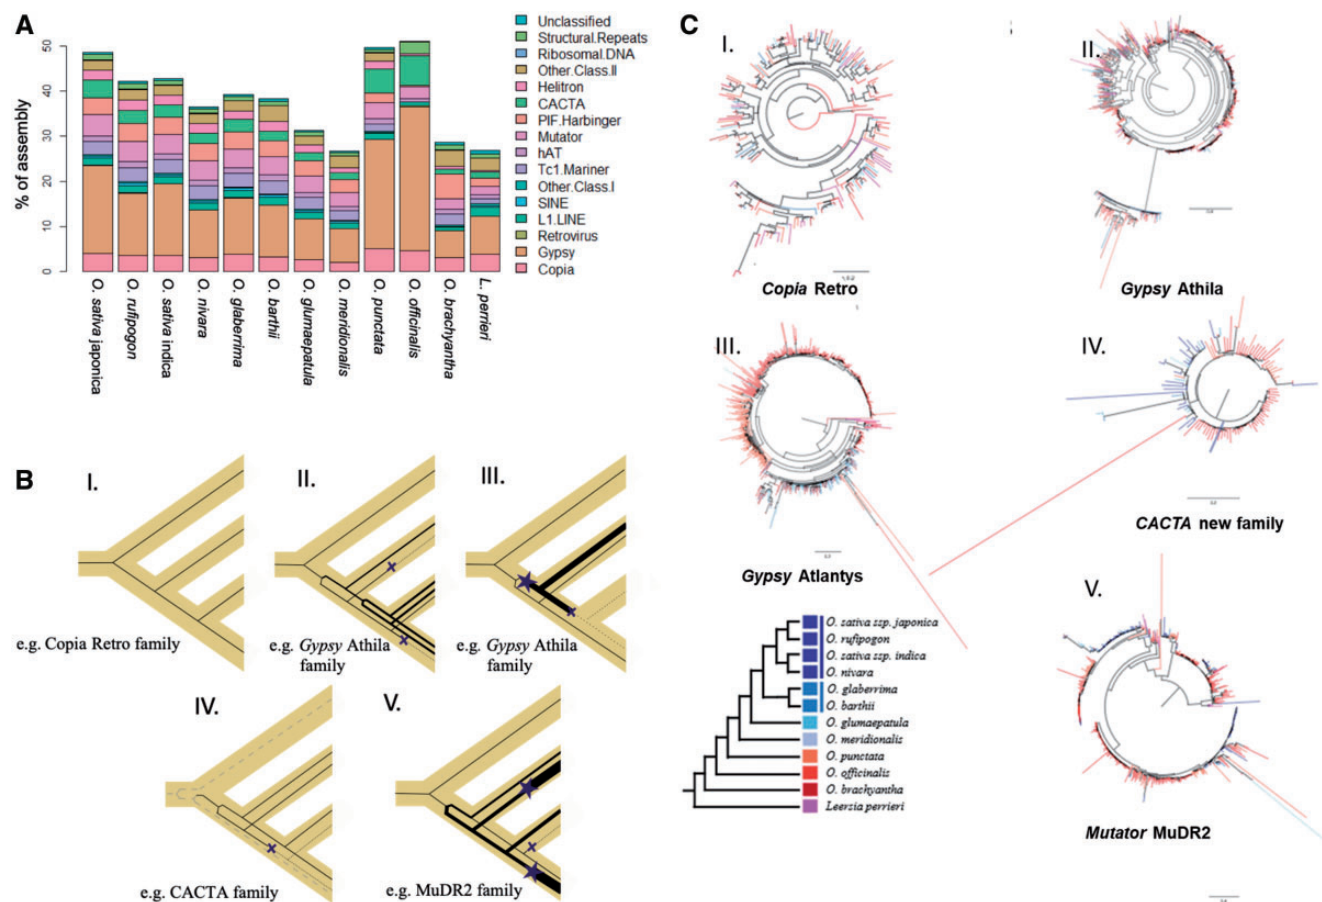 A
% of assembly
50
40
30
20
10
0
O. sativa japonica
O. rufipogon
O. sativa indica
O. nivara
O. glaberrima
O. barthii
O. glumaepatula
O. meridionalis
O. punctata
O. officinalis
O. brachyantha
L. perrieri
Unclassified
Structural.Repeats
Ribosomal.DNA
Other.Class.II
Helitron
CACTA
PIF.Harbinger
Mutator
hAT
Tc1.Mariner
Other.Class.I
SINE
L1.LINE
Retrovirus
Gypsy
Copia
B
I.
e.g. Copia Retro family
II.
e.g. Gypsy Athila
family
III.
e.g. Gypsy Athila
family
IV.
e.g. CACTA family
V.
e.g. MuDR2 family
C
I.
Copia Retro
II.
Gypsy Athila
III.
Gypsy Atlantys
IV.
CACTA new family
V.
Mutator MuDR2
O. sativa ssp. japonica
O. rufipogon
O. sativa ssp. indica
O. nivara
O. glaberrima
O. barthii
O. glumaepatula
O. meridionalis
O. punctata
O. officinalis
O. brachyantha
Leerzia perrieri